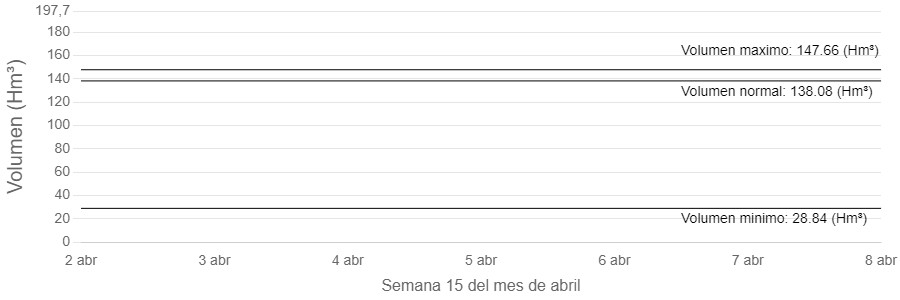 197,7
180
160
140
120
100
80
60
40
20
0
Volumen (Hm³)
Volumen maximo: 147.66 (Hm³)
Volumen normal: 138.08 (Hm³)
Volumen minimo: 28.84 (Hm³)
2 abr 3 abr 4 abr 5 abr 6 abr 7 abr 8 abr
Semana 15 del mes de abril